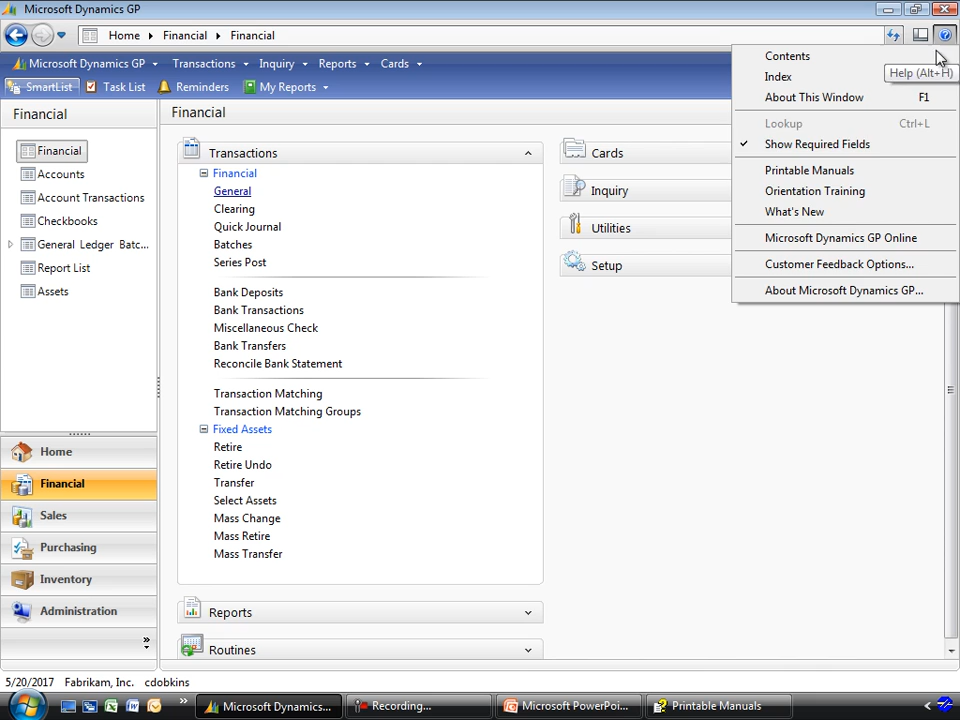 Microsoft Dynamics GP
Home Financial Financial
Microsoft Dynamics GP Transactions Inquiry Reports Cards
SmartList Task List Reminders My Reports
Help (Alt+H)
Contents
Index
About This Window F1
Lookup Ctrl+L
Show Required Fields
Printable Manuals
Orientation Training
What's New
Microsoft Dynamics GP Online
Customer Feedback Options...
About Microsoft Dynamics GP...
Financial
Financial
Accounts
Account Transactions
Checkbooks
General Ledger Batc...
Report List
Assets
Home
Financial
Sales
Purchasing
Inventory
Administration
Financial
Transactions
Financial
General
Clearing
Quick Journal
Batches
Series Post
Bank Deposits
Bank Transactions
Miscellaneous Check
Bank Transfers
Reconcile Bank Statement
Transaction Matching
Transaction Matching Groups
Fixed Assets
Retire
Retire Undo
Transfer
Select Assets
Mass Change
Mass Retire
Mass Transfer
Reports
Routines
Cards
Inquiry
Utilities
Setup
5/20/2017 Fabrikam, Inc. cdobkins
Microsoft Dynamics... Recording... Microsoft PowerPoi... Printable Manuals